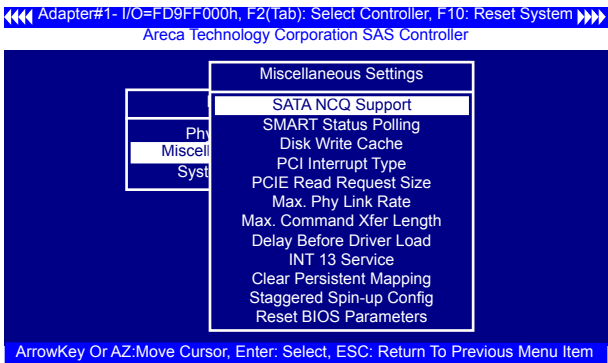 Adapter#1- I/O=FD9FF000h, F2(Tab): Select Controller, F10: Reset System
Areca Technology Corporation SAS Controller
Miscellaneous Settings
SATA NCQ Support
SMART Status Polling
Disk Write Cache
PCI Interrupt Type
PCIE Read Request Size
Max. Phy Link Rate
Max. Command Xfer Length
Delay Before Driver Load
INT 13 Service
Clear Persistent Mapping
Staggered Spin-up Config
Reset BIOS Parameters
Phy
Miscell
Syst
ArrowKey Or AZ:Move Cursor, Enter: Select, ESC: Return To Previous Menu Item